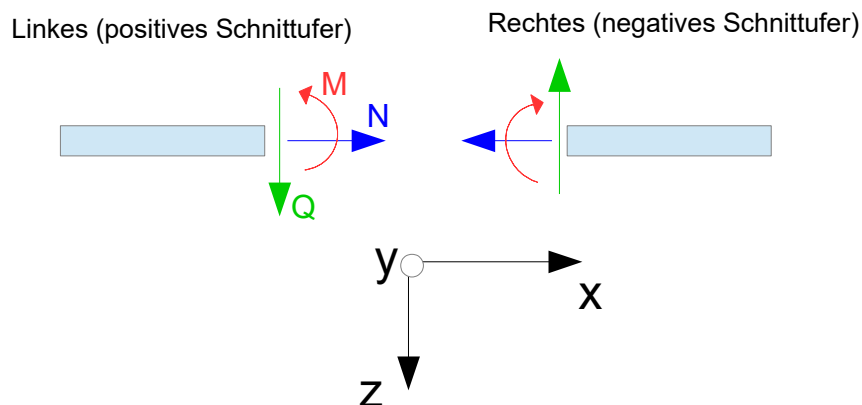 Linkes (positives Schnittufer)
Rechtes (negatives Schnittufer)
M
N
Q
y
x
z